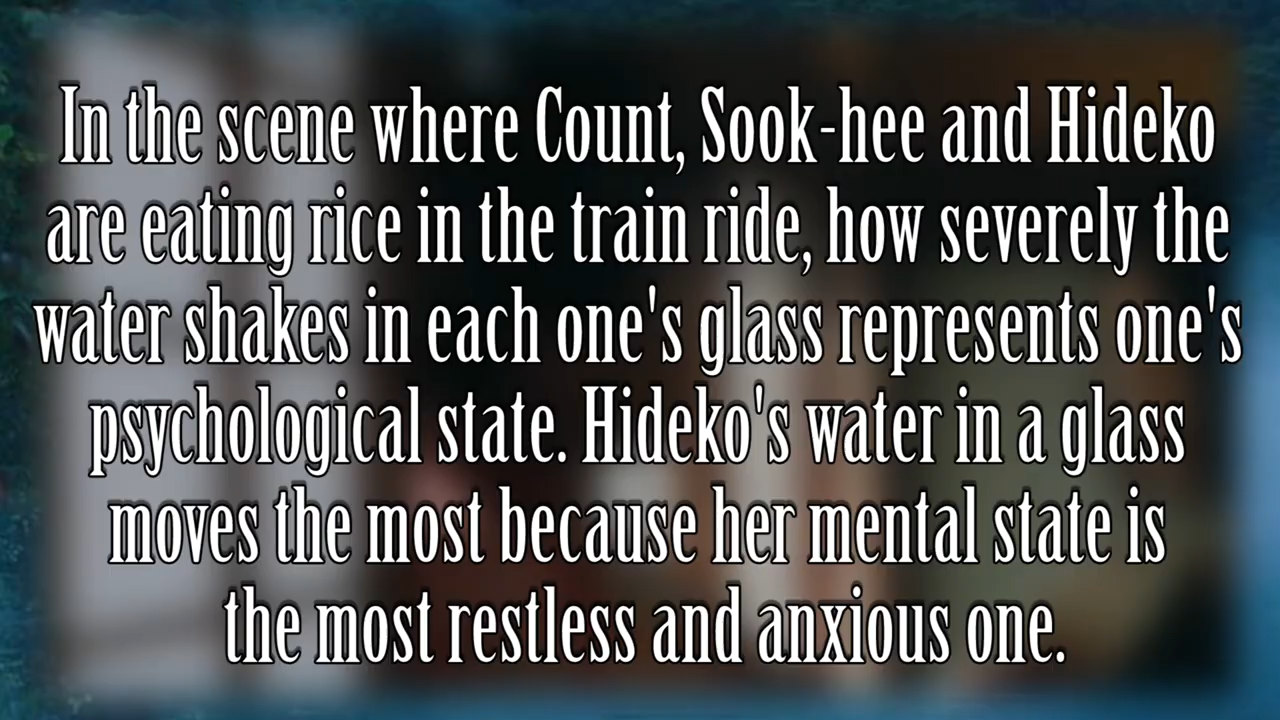 In the scene where Count, Sook-hee and Hideko
are eating rice in the train ride, how severely the
water shakes in each one's glass represents one's
psychological state. Hideko's water in a glass
moves the most because her mental state is
the most restless and anxious one.